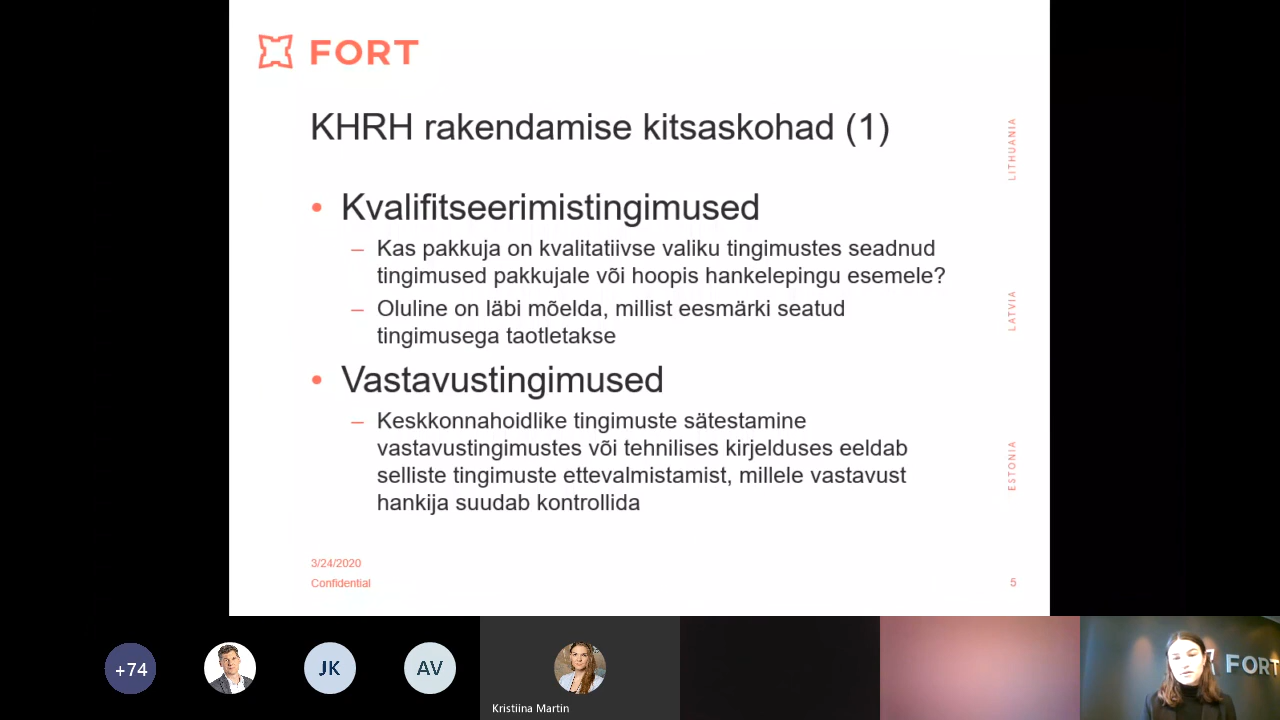 FORT
KHRH rakendamise kitsaskohad (1)
• Kvalifitseerimistingimused
– Kas pakkuja on kvalitatiivse valiku tingimustes seadnud
tingimused pakkujale või hoopis hankelepingu esemele?
– Oluline on läbi mõelda, millist eesmärki seatud
tingimusega taotletakse
• Vastavustingimused
– Keskkonnahoidlike tingimuste sätestamine
vastavustingimustes või tehnilises kirjelduses eeldab
selliste tingimuste ettevalmistamist, millele vastavust
hankija suudab kontrollida
LITHUANIA
LATVIA
ESTONIA
3/24/2020
Confidential
5
+74
JK
AV
Kristiina Martin
FORT